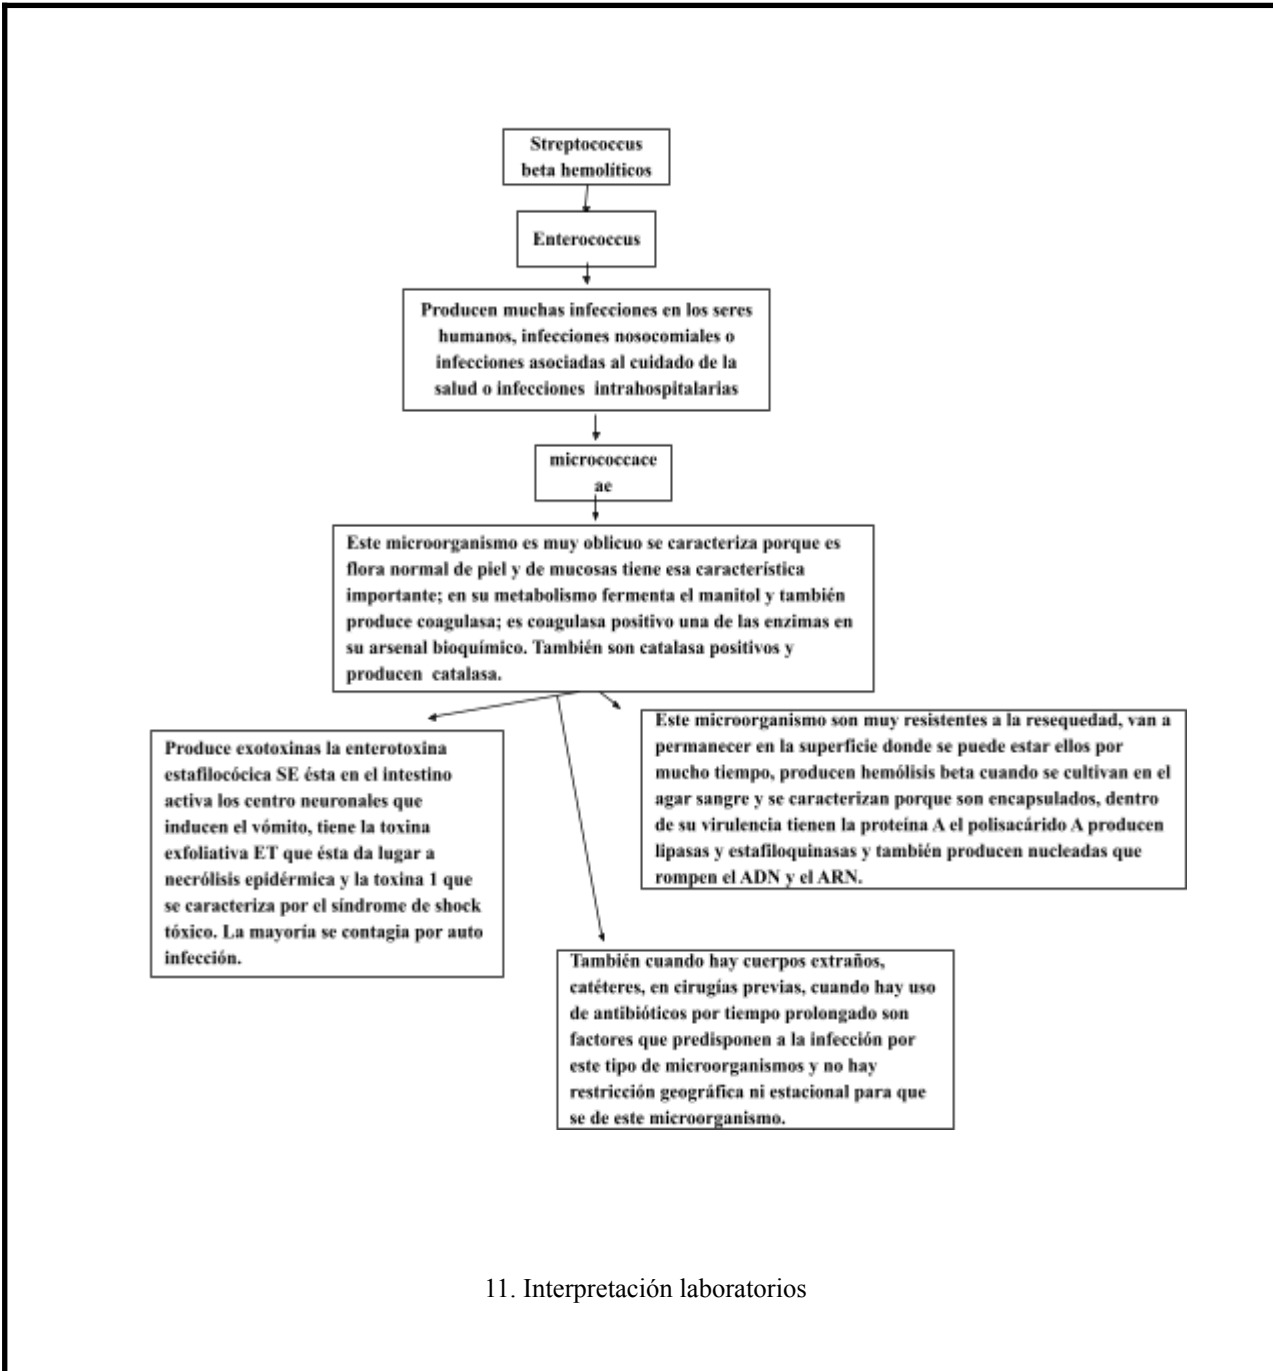 Streptococcus
beta hemolíticos
Enterococcus
Producen muchas infecciones en los seres
humanos, infecciones nosocomiales o
infecciones asociadas al cuidado de la
salud o infecciones intrahospitalarias
micrococcace
ae
Este microorganismo es muy oblicuo se caracteriza porque es
flora normal de piel y de mucosas tiene esa característica
importante; en su metabolismo fermenta el manitol y también
produce coagulasa; es coagulasa positivo una de las enzimas en
su arsenal bioquímico. También son catalasa positivos y
producen catalasa.
Produce exotoxinas la enterotoxina
estafilocócica SE ésta en el intestino
activa los centro neuronales que
inducen el vómito, tiene la toxina
exfoliativa ET que ésta da lugar a
necrólisis epidérmica y la toxina 1 que
se caracteriza por el síndrome de shock
tóxico. La mayoría se contagia por auto
infección.
Este microorganismo son muy resistentes a la resequedad, van a
permanecer en la superficie donde se puede estar ellos por
mucho tiempo, producen hemólisis beta cuando se cultivan en el
agar sangre y se caracterizan porque son encapsulados, dentro
de su virulencia tienen la proteína A el polisacárido A producen
lipasas y estafiloquinasas y también producen nucleadas que
rompen el ADN y el ARN.
También cuando hay cuerpos extraños,
catéteres, en cirugías previas, cuando hay uso
de antibióticos por tiempo prolongado son
factores que predisponen a la infección por
este tipo de microorganismos y no hay
restricción geográfica ni estacional para que
se de este microorganismo.
11. Interpretación laboratorios